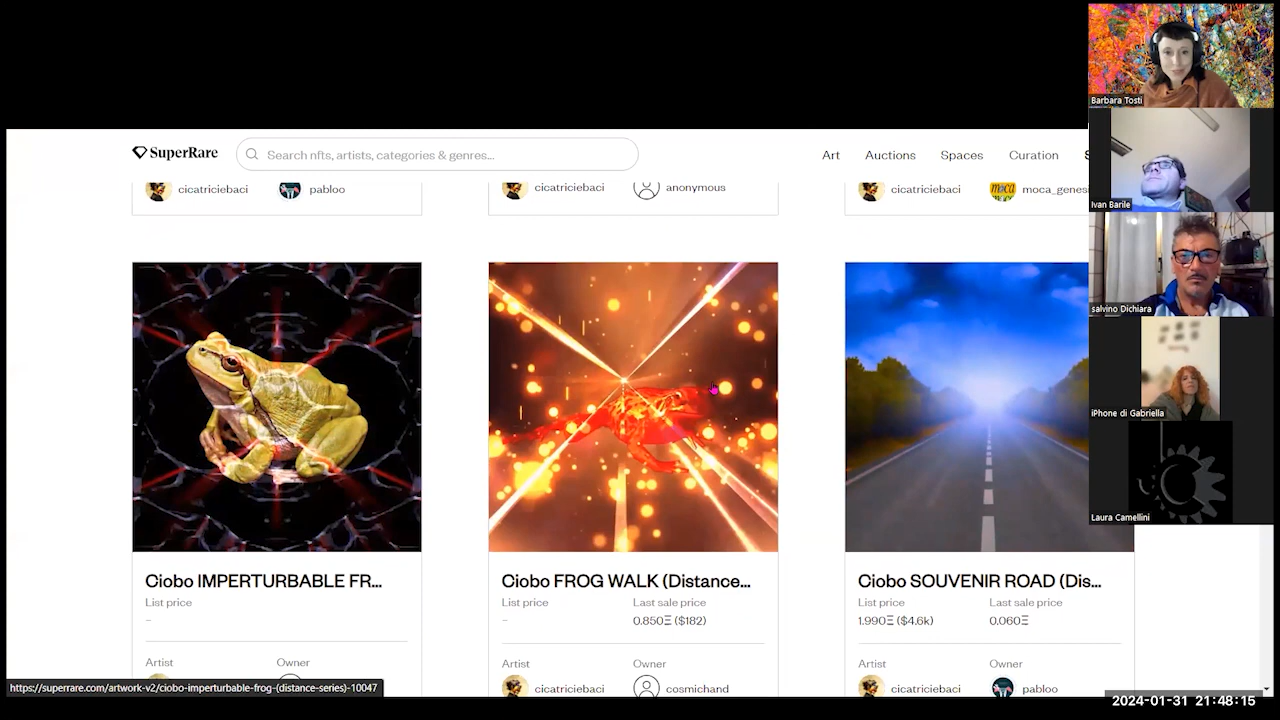 SuperRare
Search nfts, artists, categories & genres...
Art
Auctions
Spaces
Curation
S
cicatriciebaci
pabloo
cicatriciebaci
anonymous
cicatriciebaci
moca
moca_genes
Ciobo IMPERTURBABLE FR...
List price
–
Artist
Owner
Ciobo FROG WALK (Distance...
List price
Last sale price
–
0.850Ξ ($182)
Artist
Owner
cicatriciebaci
cosmichand
Ciobo SOUVENIR ROAD (Dis...
List price
Last sale price
1.990Ξ ($4.6k)
0.060Ξ
Artist
Owner
cicatriciebaci
pabloo
https://superrare.com/artwork-v2/ciobo-imperturbable-frog-(distance-series)-10047
Barbara Tosti
Ivan Barile
salvino Dichiara
iPhone di Gabriella
Laura Camellini
2024-01-31 21:48:15